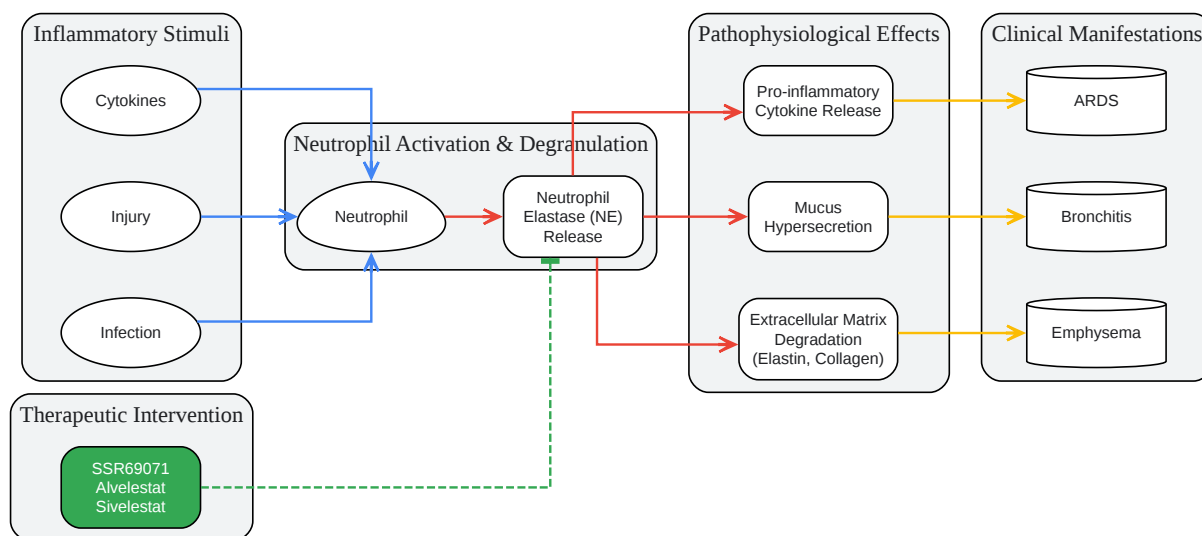 Inflammatory Stimuli
Cytokines
Injury
Infection
Neutrophil Activation & Degranulation
Neutrophil
Neutrophil
Elastase (NE)
Release
Pathophysiological Effects
Pro-inflammatory
Cytokine Release
Mucus
Hypersecretion
Extracellular Matrix
Degradation
(Elastin, Collagen)
Clinical Manifestations
ARDS
Bronchitis
Emphysema
Therapeutic Intervention
SSR69071
Alvelestat
Sivelestat